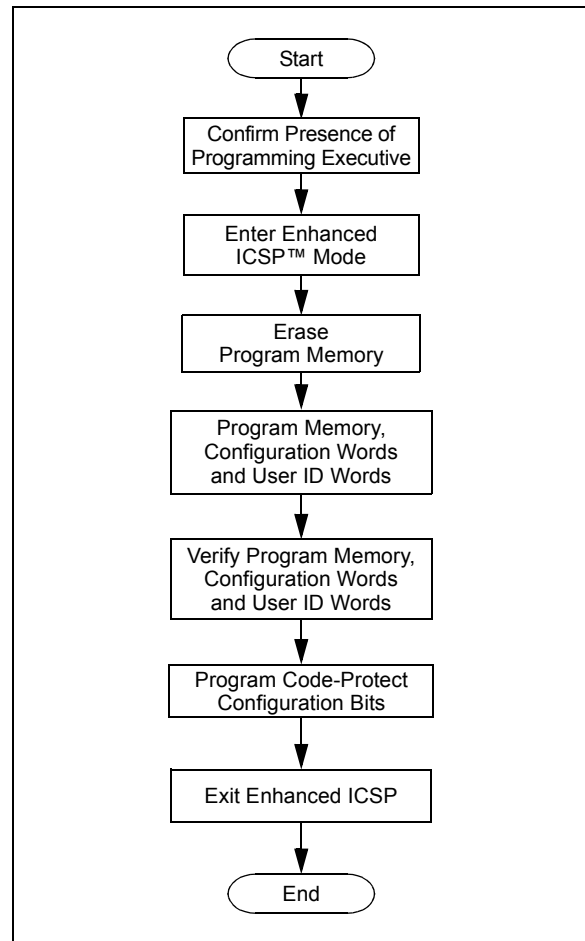 Start
Confirm Presence of
Programming Executive
Enter Enhanced
ICSP™ Mode
Erase
Program Memory
Program Memory,
Configuration Words
and User ID Words
Verify Program Memory,
Configuration Words
and User ID Words
Program Code-Protect
Configuration Bits
Exit Enhanced ICSP
End